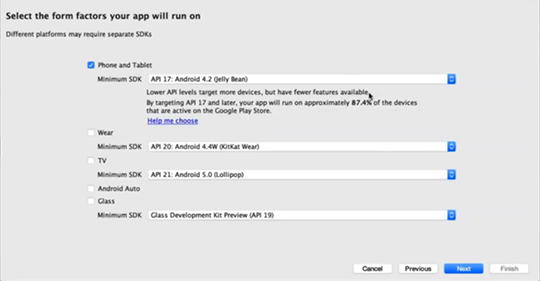 Select the form factors your app will run on
Different platforms may require separate SDKs
Phone and Tablet
Minimum SDK API 17: Android 4.2 (Jelly Bean)
Lower API levels target more devices, but have fewer features available.
By targeting API 17 and later, your app will run on approximately 87.4% of the devices
that are active on the Google Play Store.
Help me choose
Wear
Minimum SDK API 20: Android 4.4W (KitKat Wear)
TV
Minimum SDK API 21: Android 5.0 (Lollipop)
Android Auto
Glass
Minimum SDK Glass Development Kit Preview (API 19)
Cancel Previous Next Finish